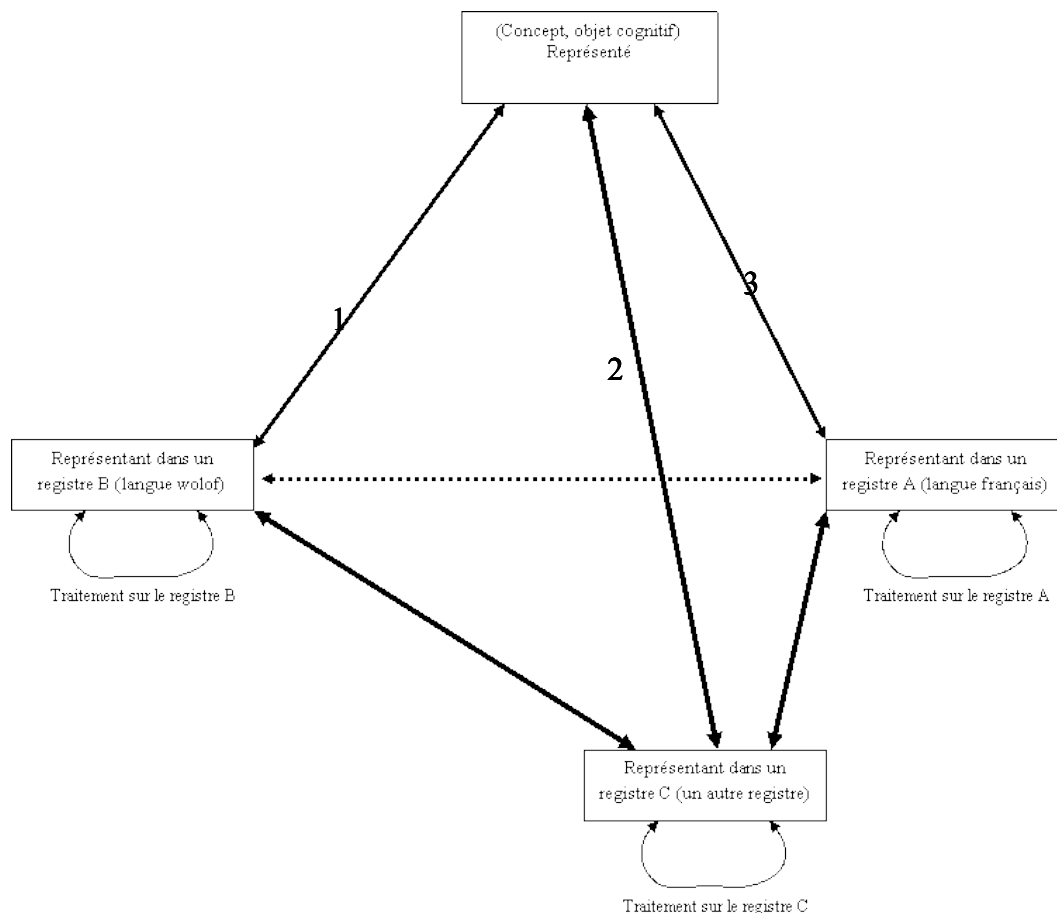 (Concept, objet cognitif)
Représenté
3
1
2
Représentant dans un
registre B (langue wolof)
Représentant dans un
registre A (langue français)
Traitement sur le registre B
Traitement sur le registre A
Représentant dans un
registre C (un autre registre)
Traitement sur le registre C